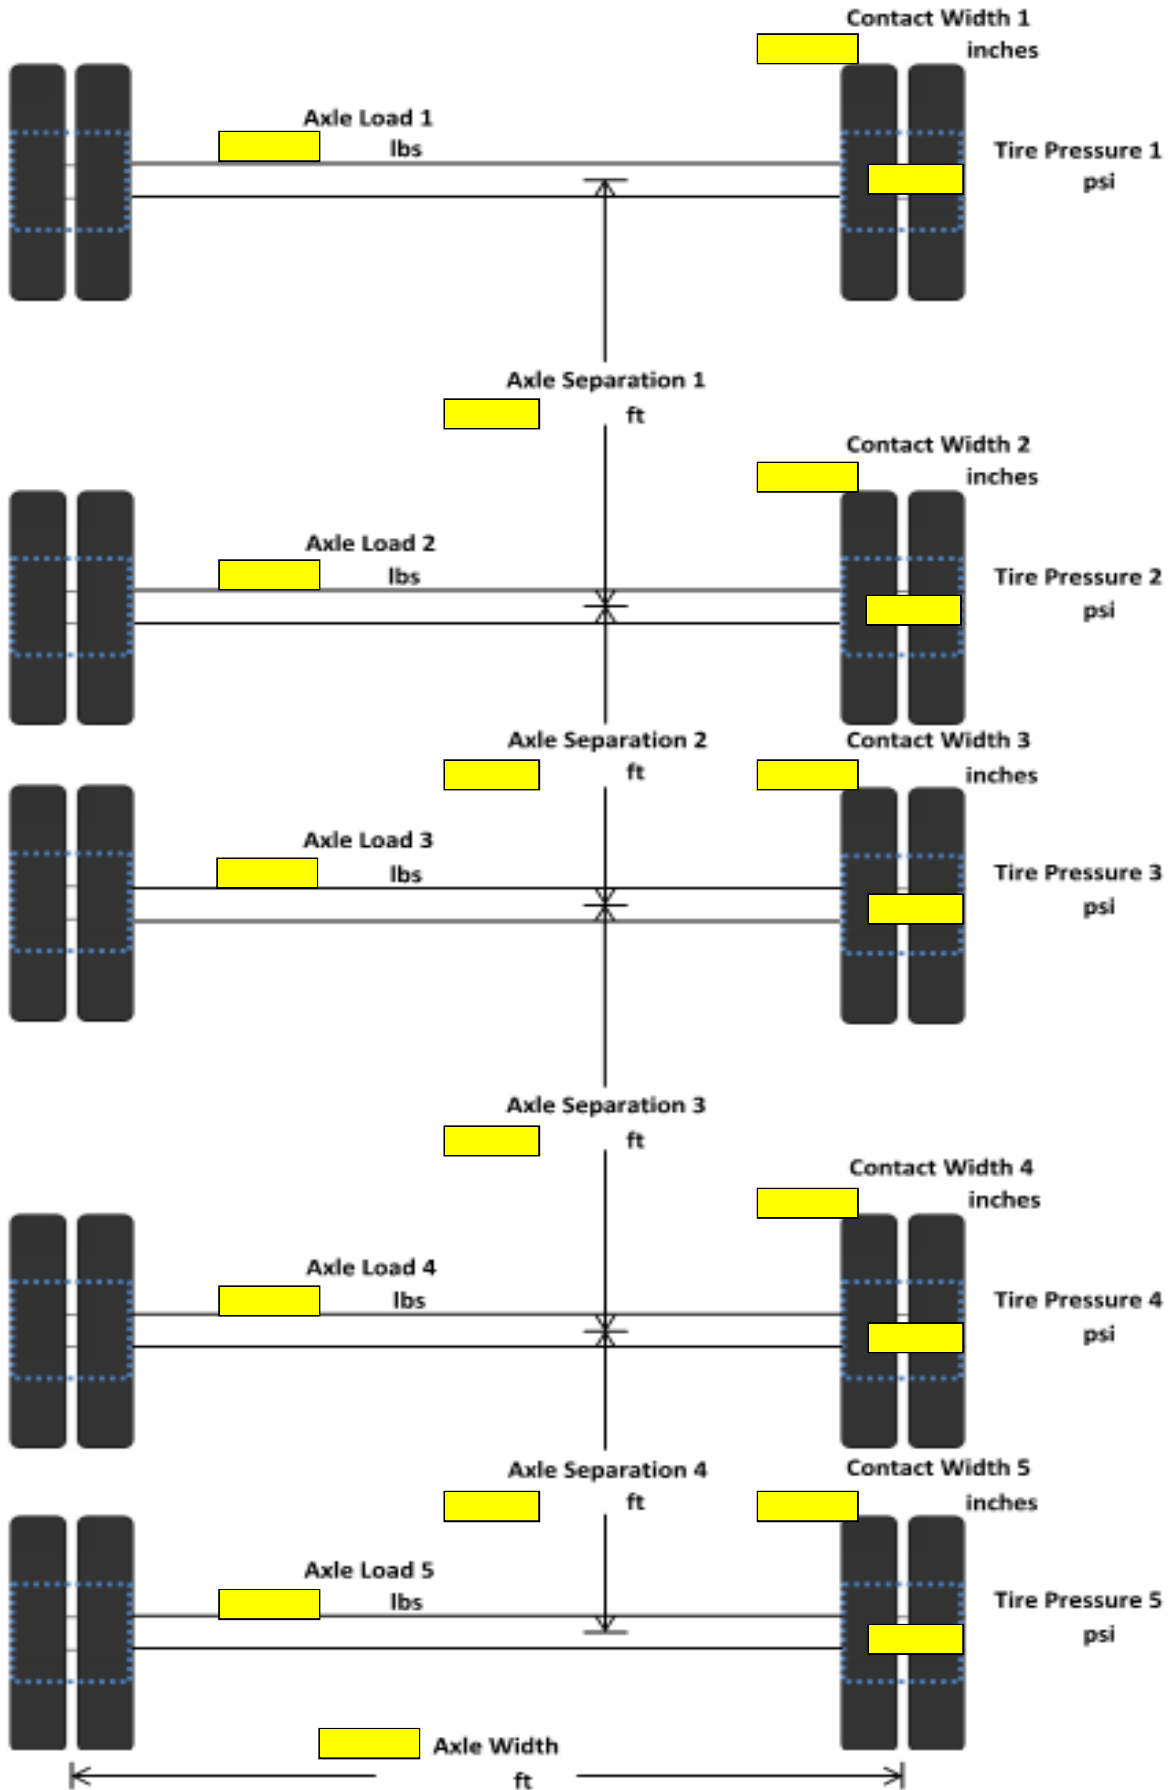 Contact Width 1
inches
Axle Load 1
lbs
Tire Pressure 1
psi
Axle Separation 1
ft
Contact Width 2
inches
Axle Load 2
lbs
Tire Pressure 2
psi
Axle Separation 2
ft
Contact Width 3
inches
Axle Load 3
lbs
Tire Pressure 3
psi
Axle Separation 3
ft
Contact Width 4
inches
Axle Load 4
lbs
Tire Pressure 4
psi
Axle Separation 4
ft
Contact Width 5
inches
Axle Load 5
lbs
Tire Pressure 5
psi
Axle Width
ft